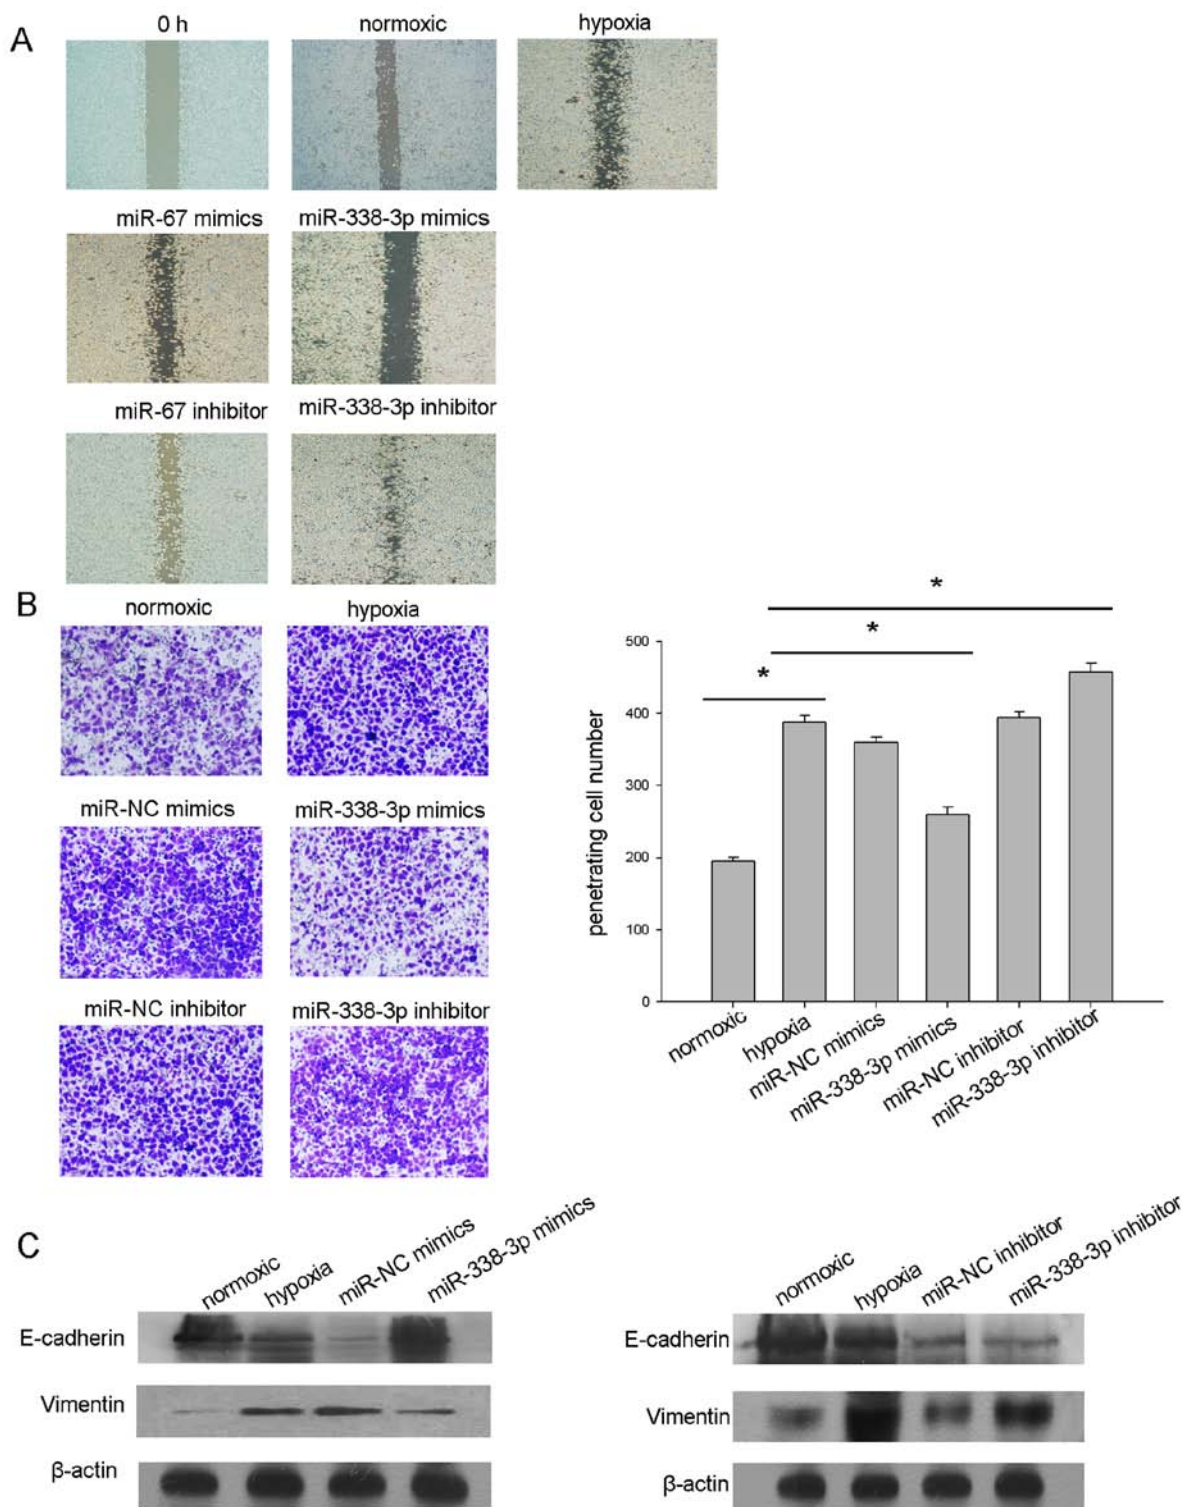 A
0 h
normoxic
hypoxia
miR-67 mimics
miR-338-3p mimics
miR-67 inhibitor
miR-338-3p inhibitor
B
normoxic
hypoxia
miR-NC mimics
miR-338-3p mimics
miR-NC inhibitor
miR-338-3p inhibitor
*
*
*
penetrating cell number
500
400
300
200
100
0
normoxic
hypoxia
miR-NC mimics
miR-338-3p mimics
miR-NC inhibitor
miR-338-3p inhibitor
C
normoxic
hypoxia
miR-NC mimics
miR-338-3p mimics
E-cadherin
Vimentin
β-actin
normoxic
hypoxia
miR-NC inhibitor
miR-338-3p inhibitor
E-cadherin
Vimentin
β-actin